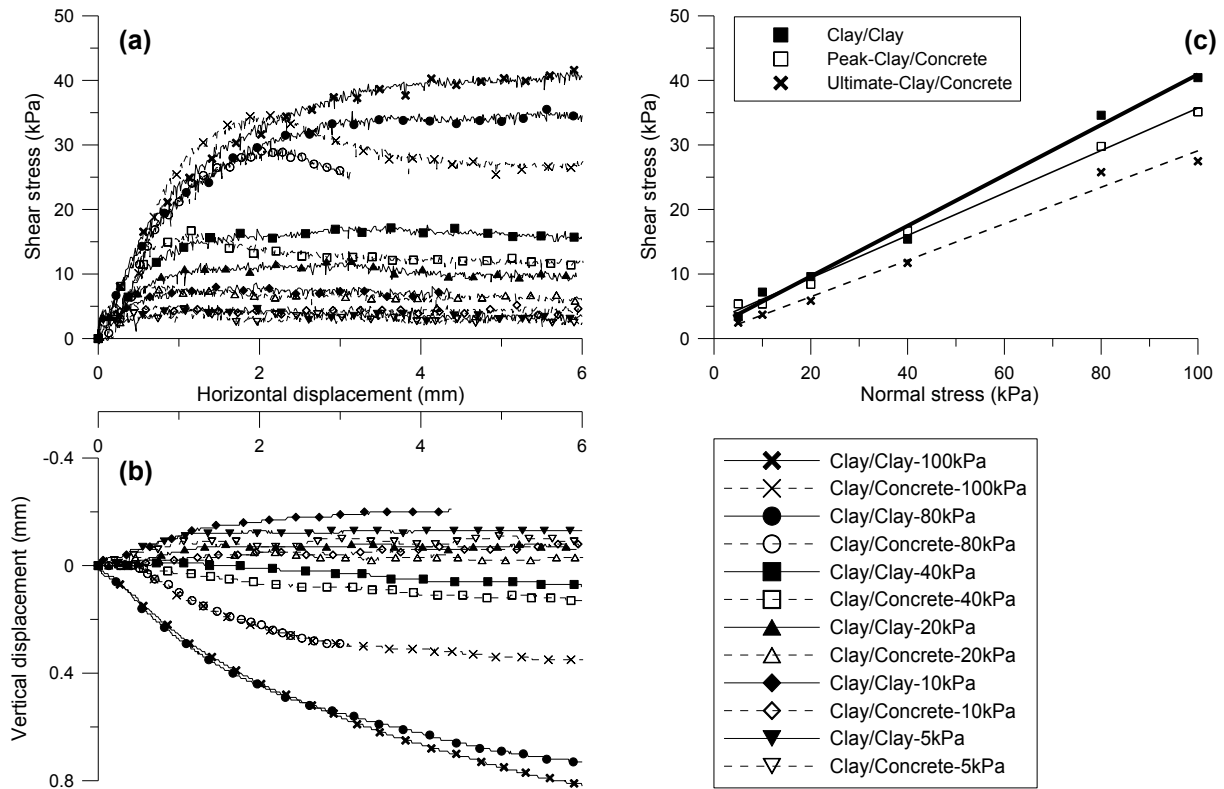 (a)
50
40
30
20
10
0
Shear stress (kPa)
0 2 4 6
Horizontal displacement (mm)
0 2 4 6
(b)
-0.4
0
0.4
0.8
Vertical displacement (mm)
(c)
Clay/Clay
Peak-Clay/Concrete
Ultimate-Clay/Concrete
50
40
30
20
10
0
Shear stress (kPa)
0 20 40 60 80 100
Normal stress (kPa)
Clay/Clay-100kPa
Clay/Concrete-100kPa
Clay/Clay-80kPa
Clay/Concrete-80kPa
Clay/Clay-40kPa
Clay/Concrete-40kPa
Clay/Clay-20kPa
Clay/Concrete-20kPa
Clay/Clay-10kPa
Clay/Concrete-10kPa
Clay/Clay-5kPa
Clay/Concrete-5kPa